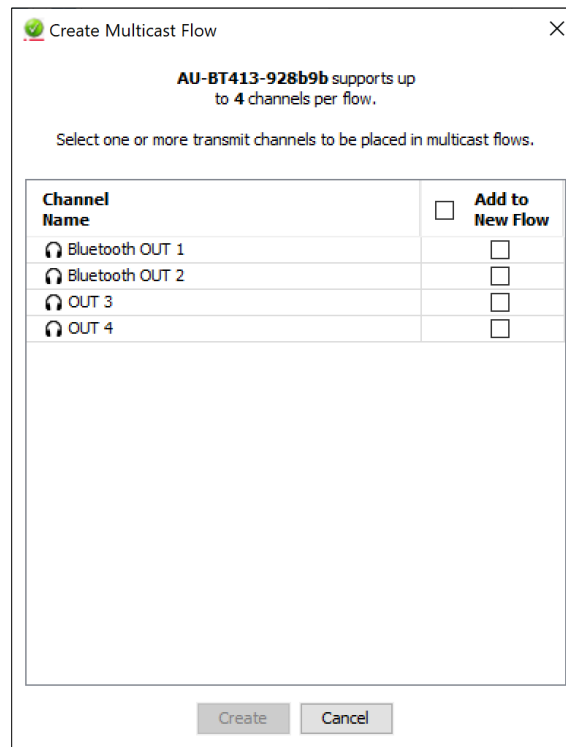 Create Multicast Flow
AU-BT413-928b9b supports up
to 4 channels per flow.
Select one or more transmit channels to be placed in multicast flows.
Channel
Name
Add to
New Flow
Bluetooth OUT 1
Bluetooth OUT 2
OUT 3
OUT 4
Create
Cancel